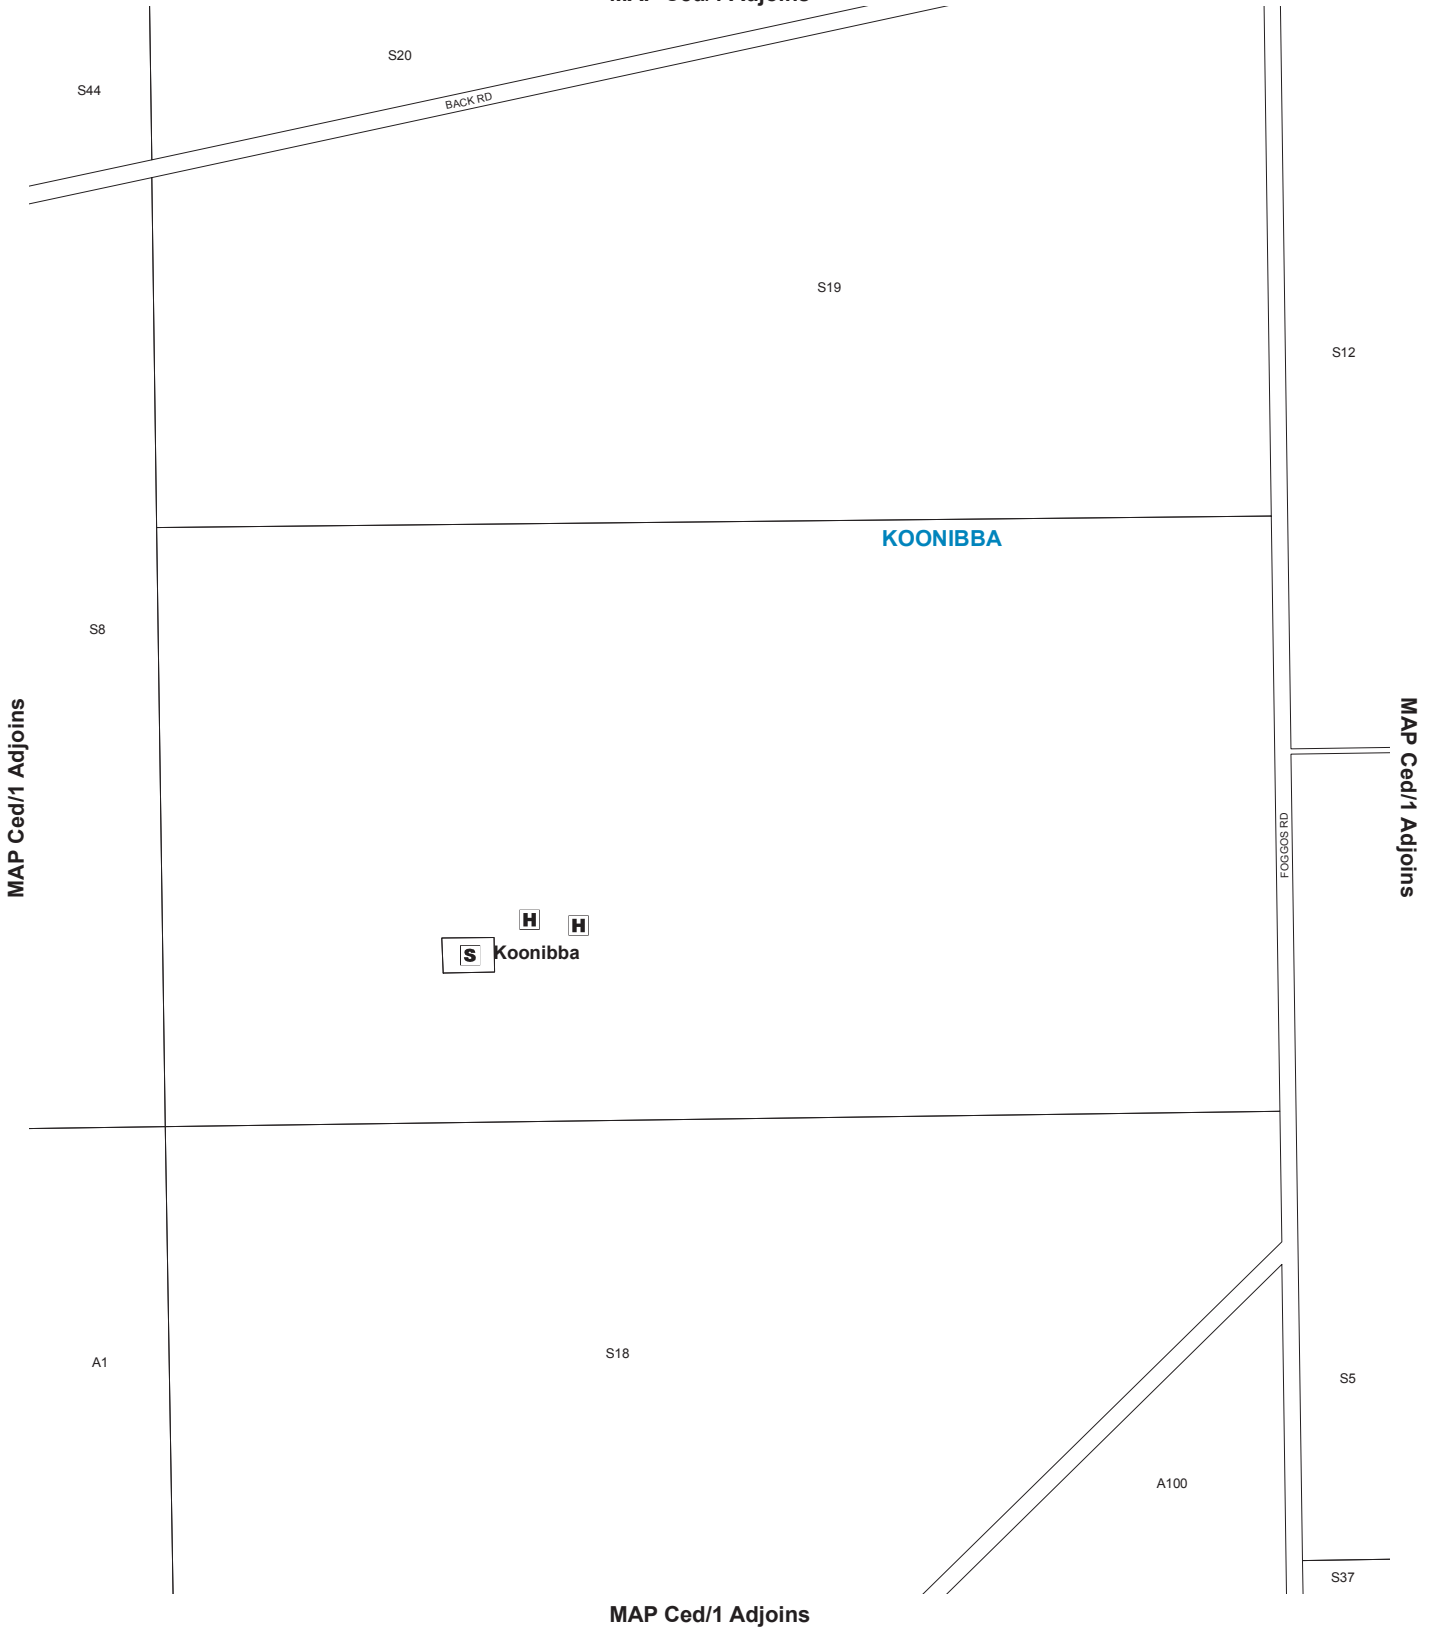 MAP Ced/1 Adjoins
S20
S44
BACK RD
S19
S12
KOONIBBA
S8
MAP Ced/1 Adjoins
MAP Ced/1 Adjoins
FOGGOS RD
H
H
S
Koonibba
S18
A1
S5
A100
S37
MAP Ced/1 Adjoins